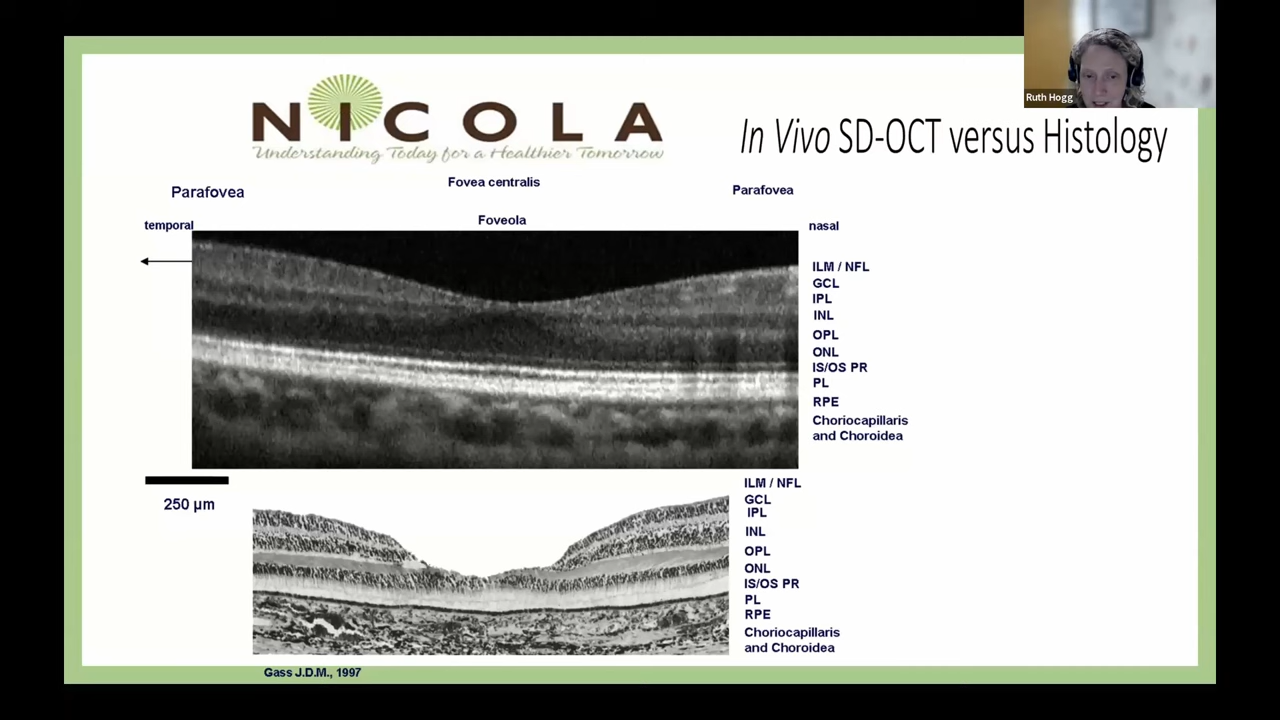 Ruth Hogg
NICOLA
Understanding Today for a Healthier Tomorrow
In Vivo SD-OCT versus Histology
Parafovea
Fovea centralis
Parafovea
temporal
Foveola
nasal
ILM / NFL
GCL
IPL
INL
OPL
ONL
IS/OS PR
PL
RPE
Choriocapillaris
and Choroidea
250 µm
ILM / NFL
GCL
IPL
INL
OPL
ONL
IS/OS PR
PL
RPE
Choriocapillaris
and Choroidea
Gass J.D.M., 1997